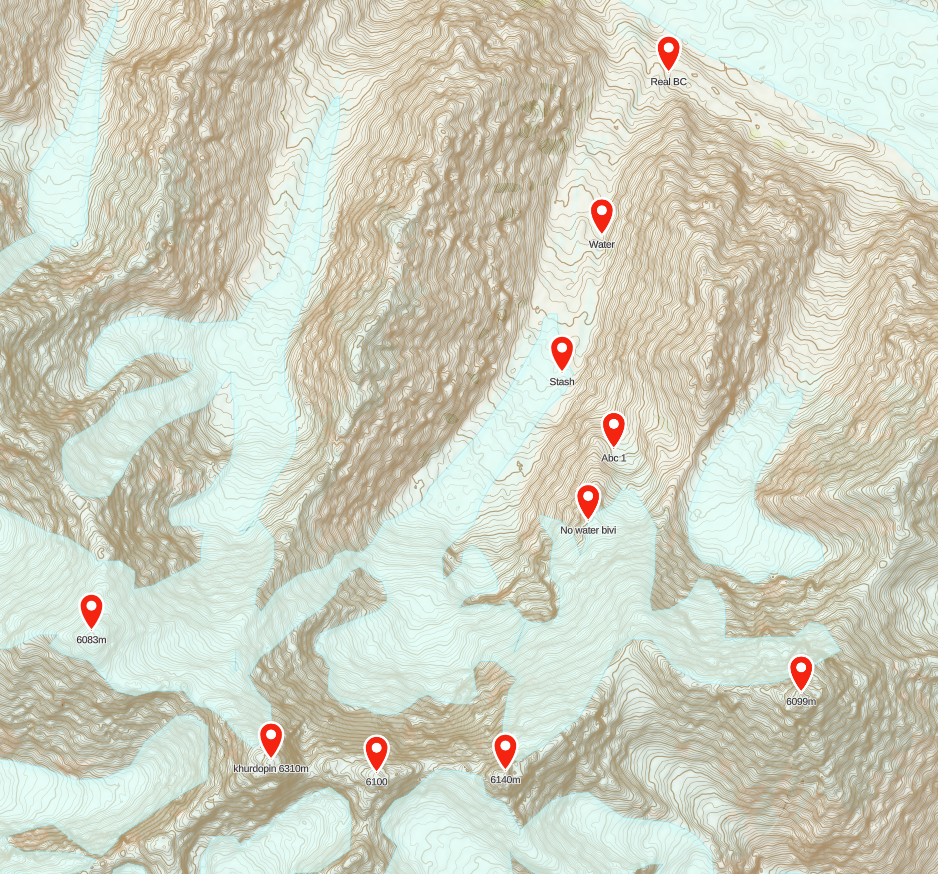 Real BC
Water
Stash
Abc 1
No water bivi
6083m
6099m
khurdopin 6310m
6100
6140m